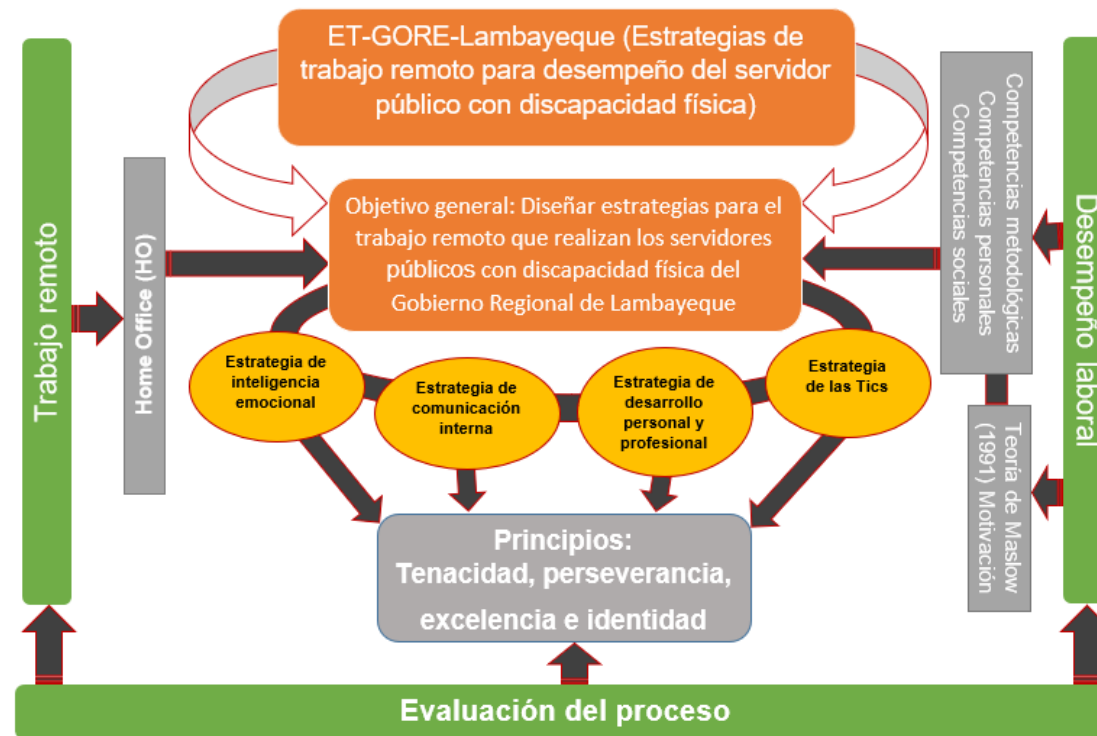 ET-GORE-Lambayeque (Estrategias de
trabajo remoto para desempeño del servidor
público con discapacidad física)
Trabajo remoto
Home Office (HO)
Objetivo general: Diseñar estrategias para el
trabajo remoto que realizan los servidores
públicos con discapacidad física del
Gobierno Regional de Lambayeque
Competencias metodológicas
Competencias personales
Competencias sociales
Teoría de Maslow
(1991) Motivación
Desempeño laboral
Estrategia de
inteligencia
emocional
Estrategia de
comunicación
interna
Estrategia de
desarrollo
personal y
profesional
Estrategia
de las Tics
Principios:
Tenacidad, perseverancia,
excelencia e identidad
Evaluación del proceso